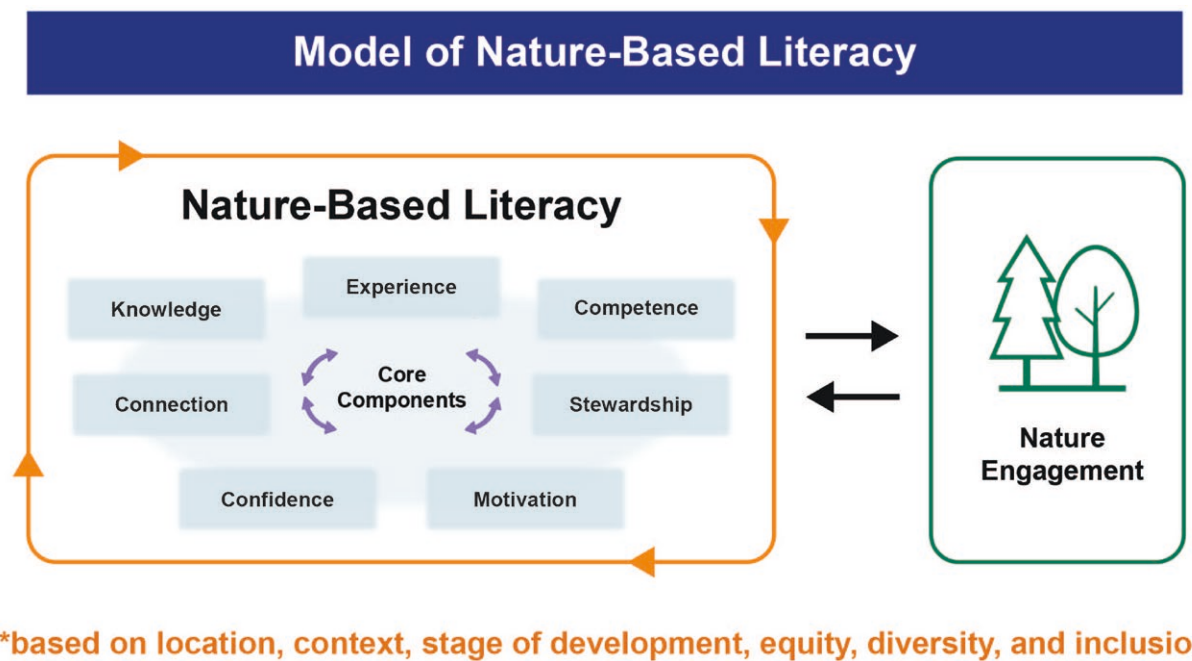 Model of Nature-Based Literacy
Nature-Based Literacy
Experience
Knowledge
Competence
Core
Components
Connection
Stewardship
Confidence
Motivation
Nature
Engagement
*based on location, context, stage of development, equity, diversity, and inclusio